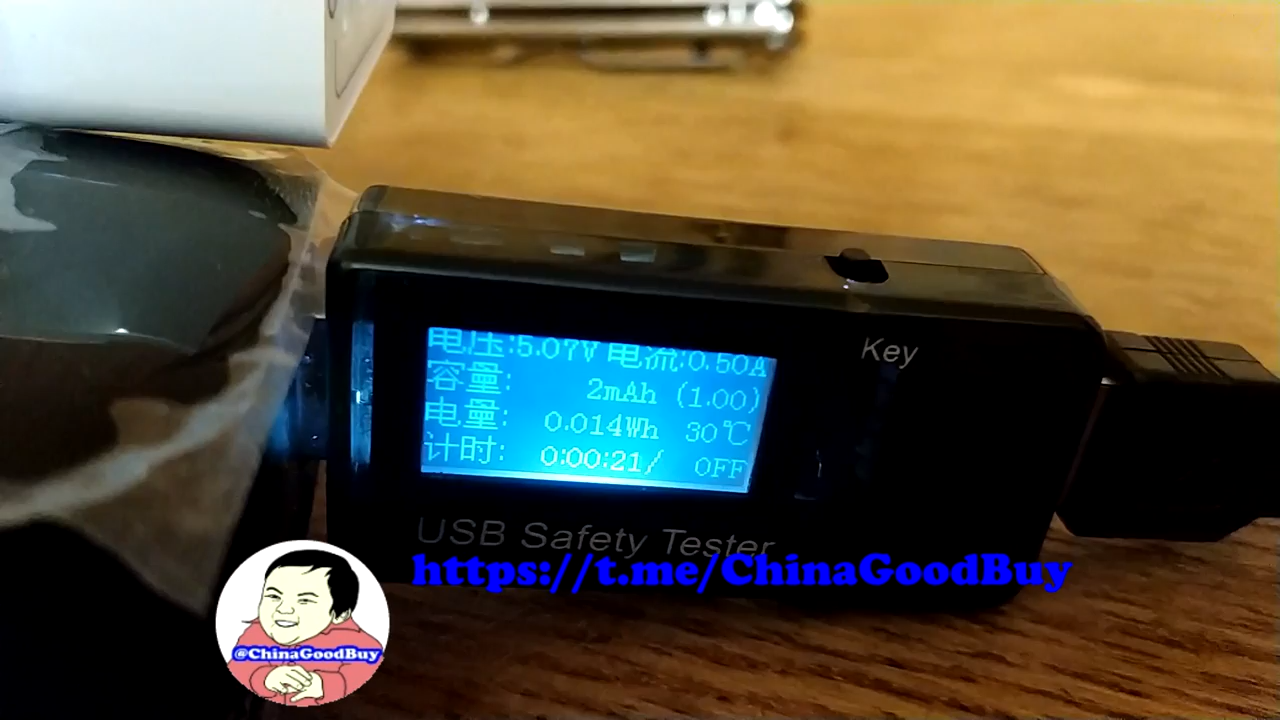 Key
电压:5.07V 电流:0.50A
容量: 2mAh (1.00)
电量: 0.014Wh 30℃
计时: 0:00:21/ OFF
USB Safety Tester
https://t.me/ChinaGoodBuy
@ChinaGoodBuy